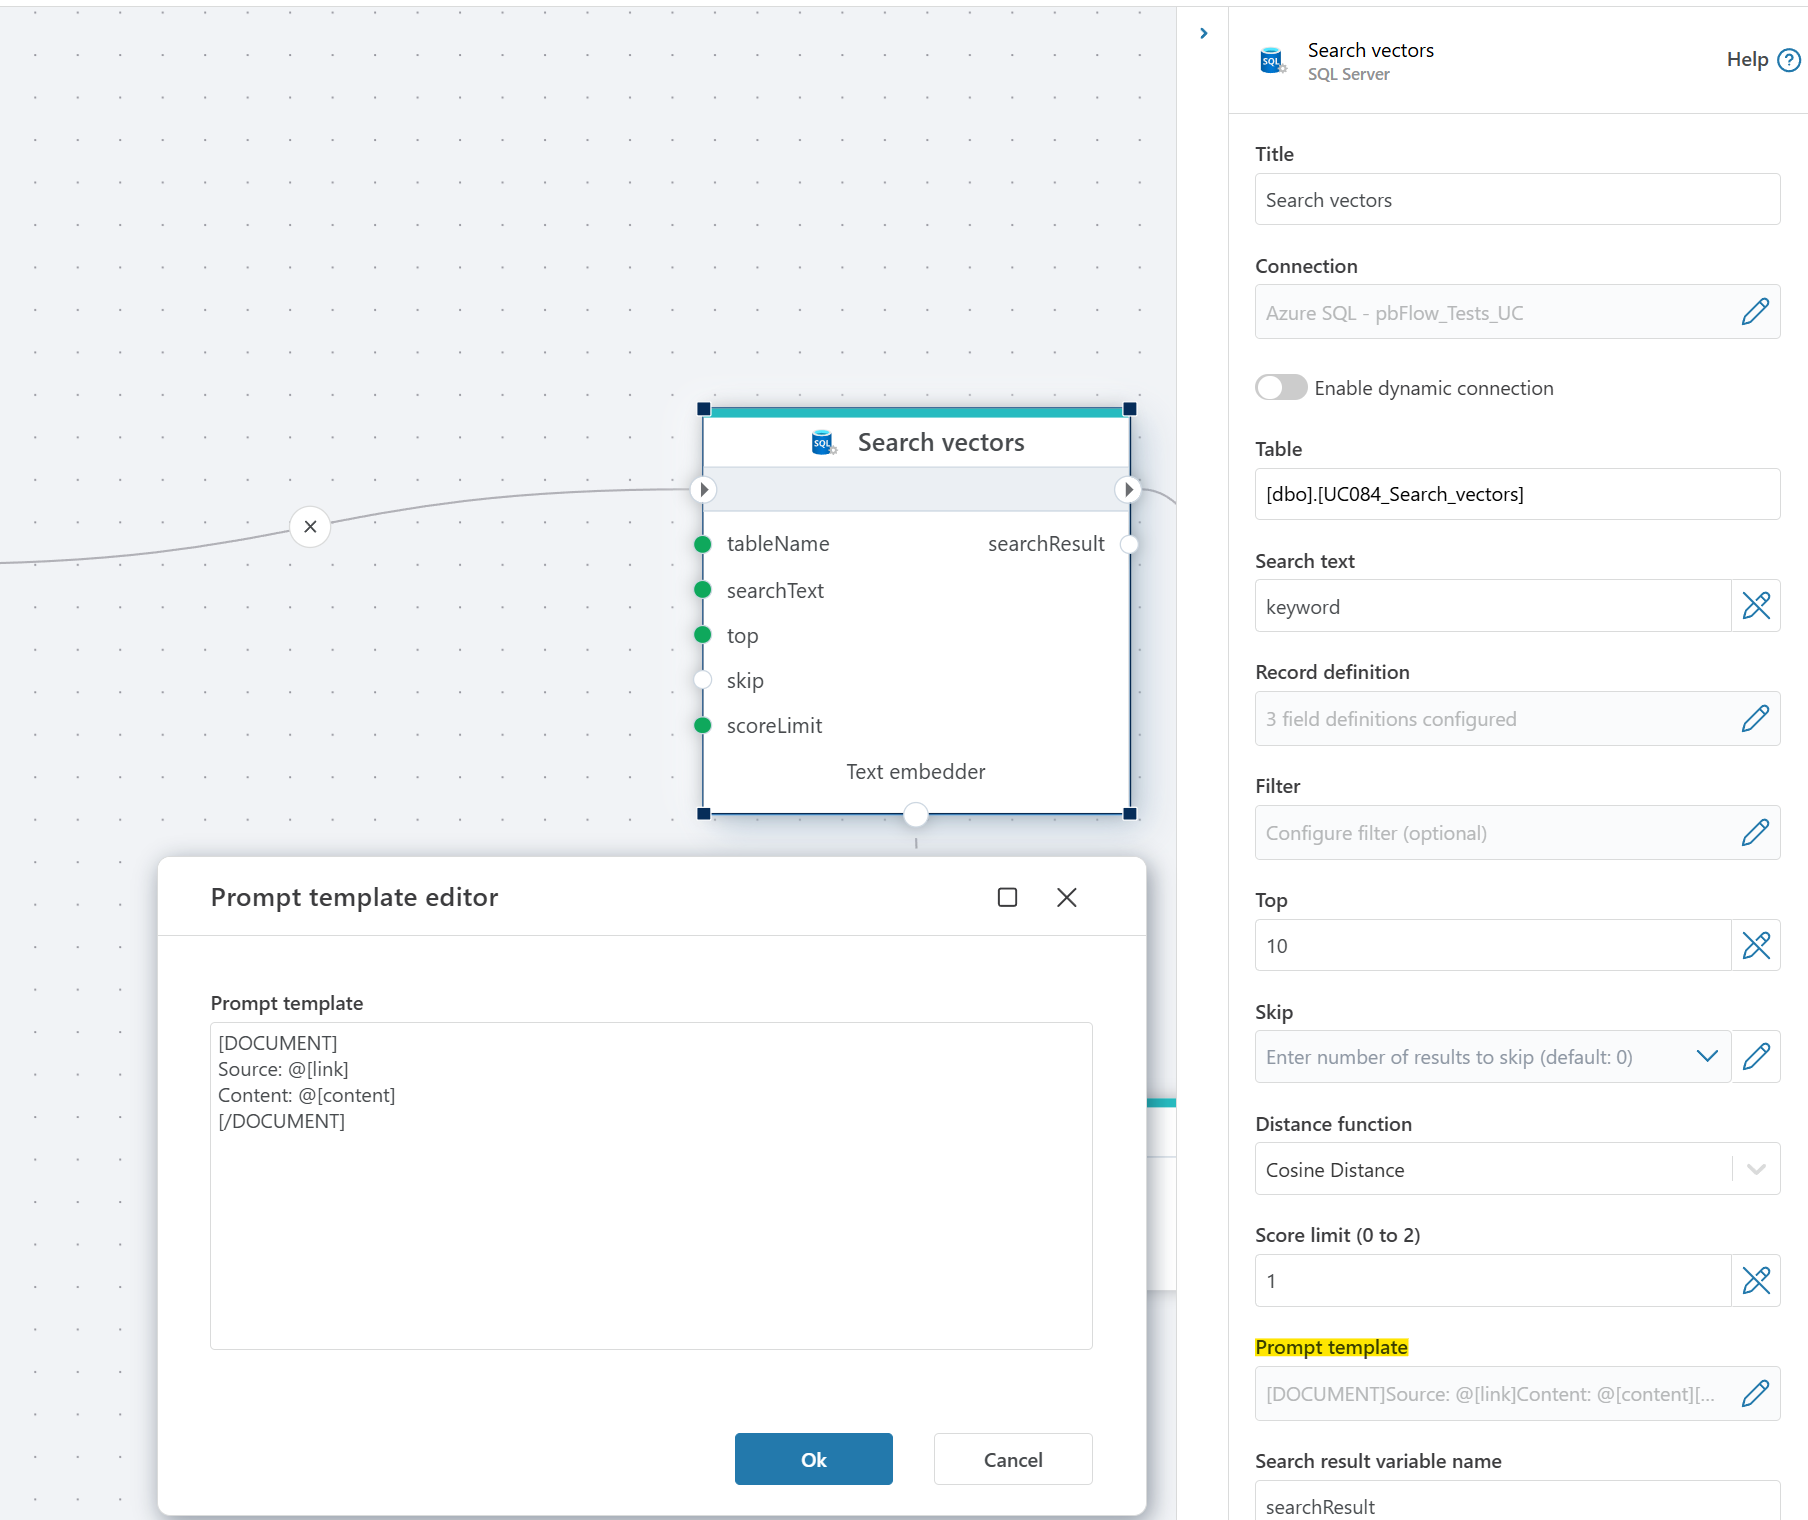 Search vectors
SQL Server
Help
Title
Search vectors
Connection
Azure SQL - pbFlow_Tests_UC
Enable dynamic connection
Table
[dbo].[UC084_Search_vectors]
Search text
keyword
Record definition
3 field definitions configured
Filter
Configure filter (optional)
Top
10
Skip
Enter number of results to skip (default: 0)
Distance function
Cosine Distance
Score limit (0 to 2)
1
Prompt template
[DOCUMENT]Source: @[link]Content: @[content][...
Search result variable name
searchResult
SQL
Search vectors
tableName
searchResult
searchText
top
skip
scoreLimit
Text embedder
Prompt template editor
Prompt template
[DOCUMENT]
Source: @[link]
Content: @[content]
[/DOCUMENT]
Ok
Cancel